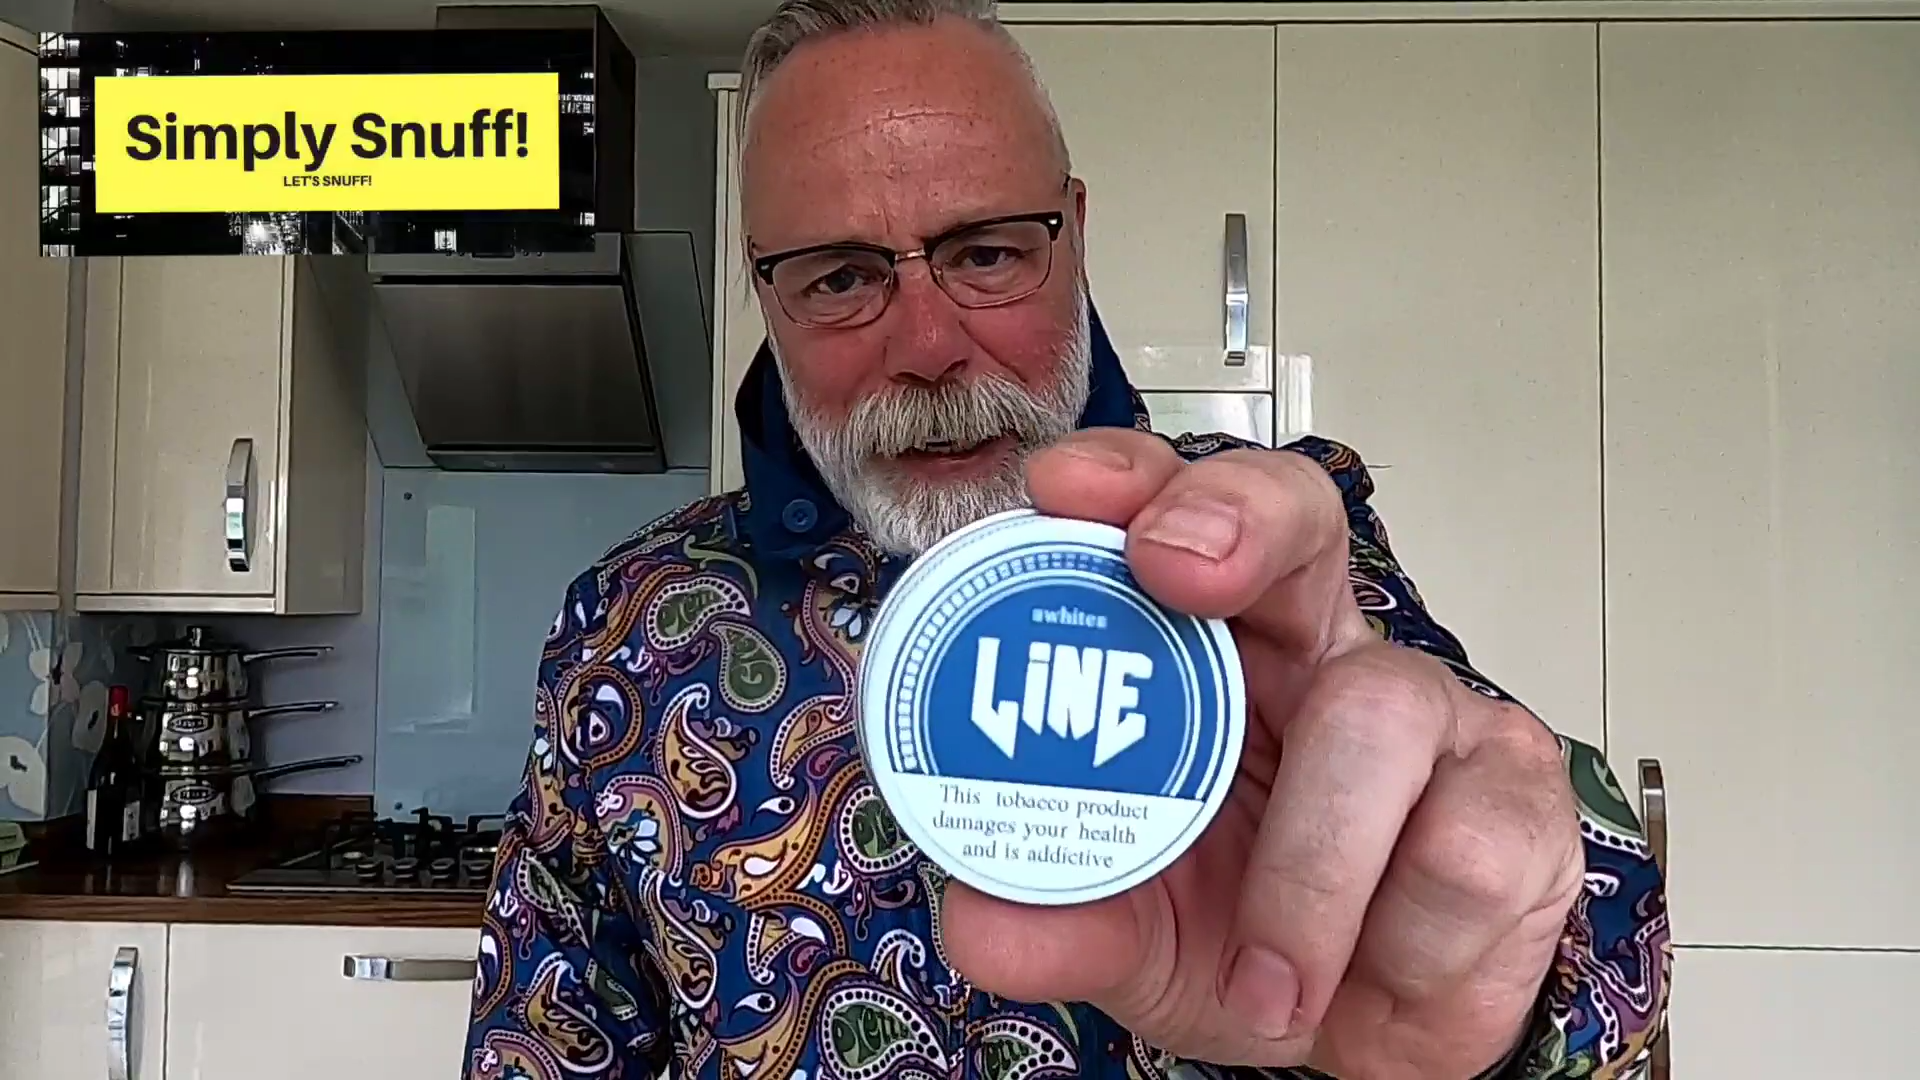 Simply Snuff!
LET'S SNUFF!
white
LiNE
This tobacco product
damages your health
and is addictive